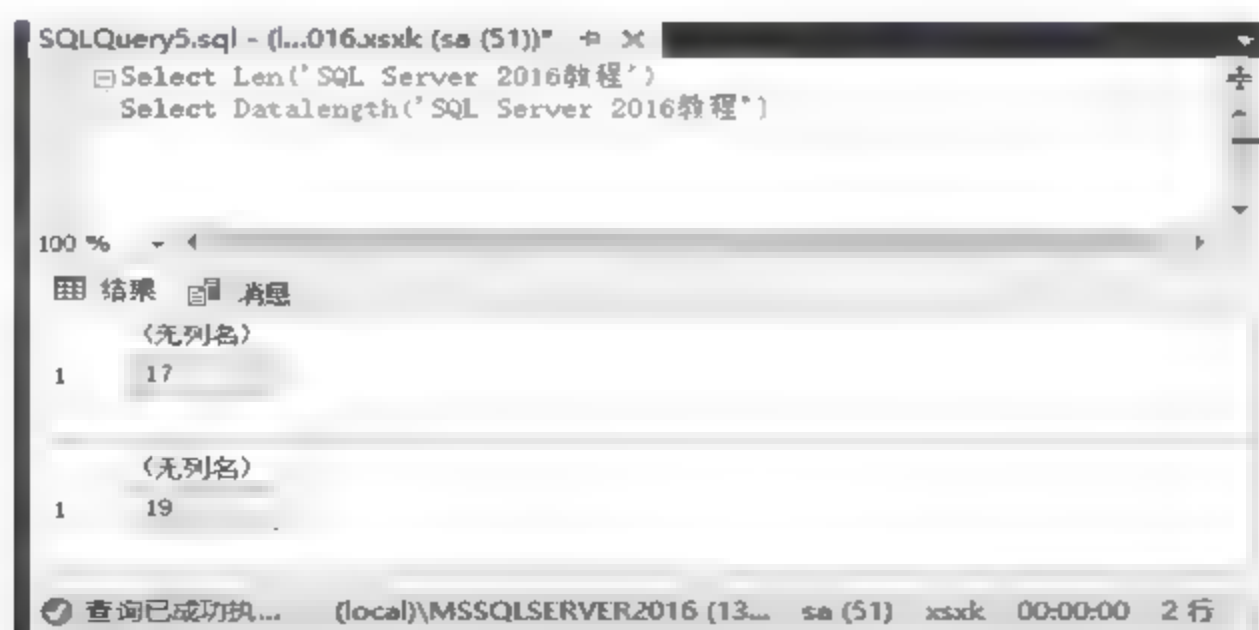 SQLQuery5.sql - (l...016.xsxk (sa (51))*
Select Len('SQL Server 2016教程')
Select Datalength('SQL Server 2016教程')
100 %
结果 消息
(无列名)
1 17
(无列名)
1 19
查询已成功执... (local)\MSSQLSERVER2016 (13... sa (51) xsxk 00:00:00 2 行